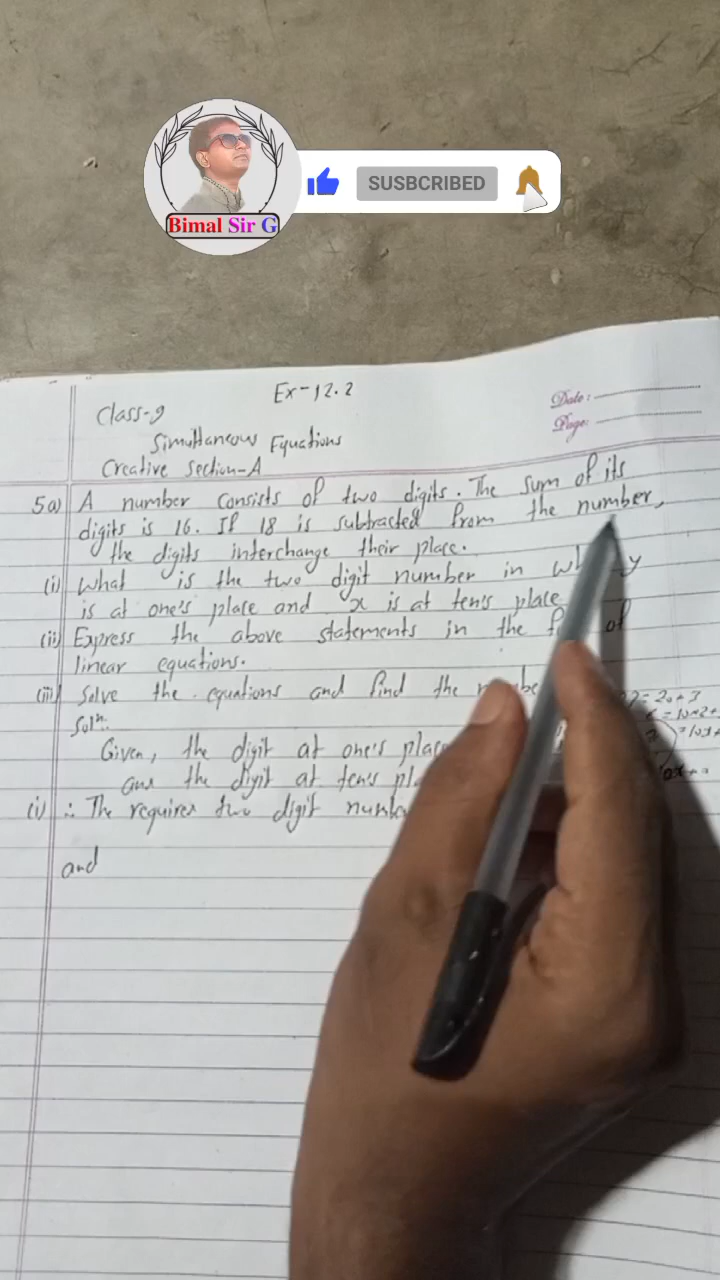 SUSBCRIBED
Bimal Sir G
Ex-12.2
Date:
Class-9
Page:
Simultaneous Equations
Creative Section-A
5a) A number consists of two digits. The sum of its
digits is 16. If 18 is subtracted from the number,
the digits interchange their place.
(i) What is the two digit number in y
is at one's place and x is at ten's place
(ii) Express the above statements in the of
linear equations.
(iii) Solve the equations and find the
Solⁿ:
= 20+3
Given, the digit at one's
and the digit at ten's
(i) ∴ The requires two digit
and